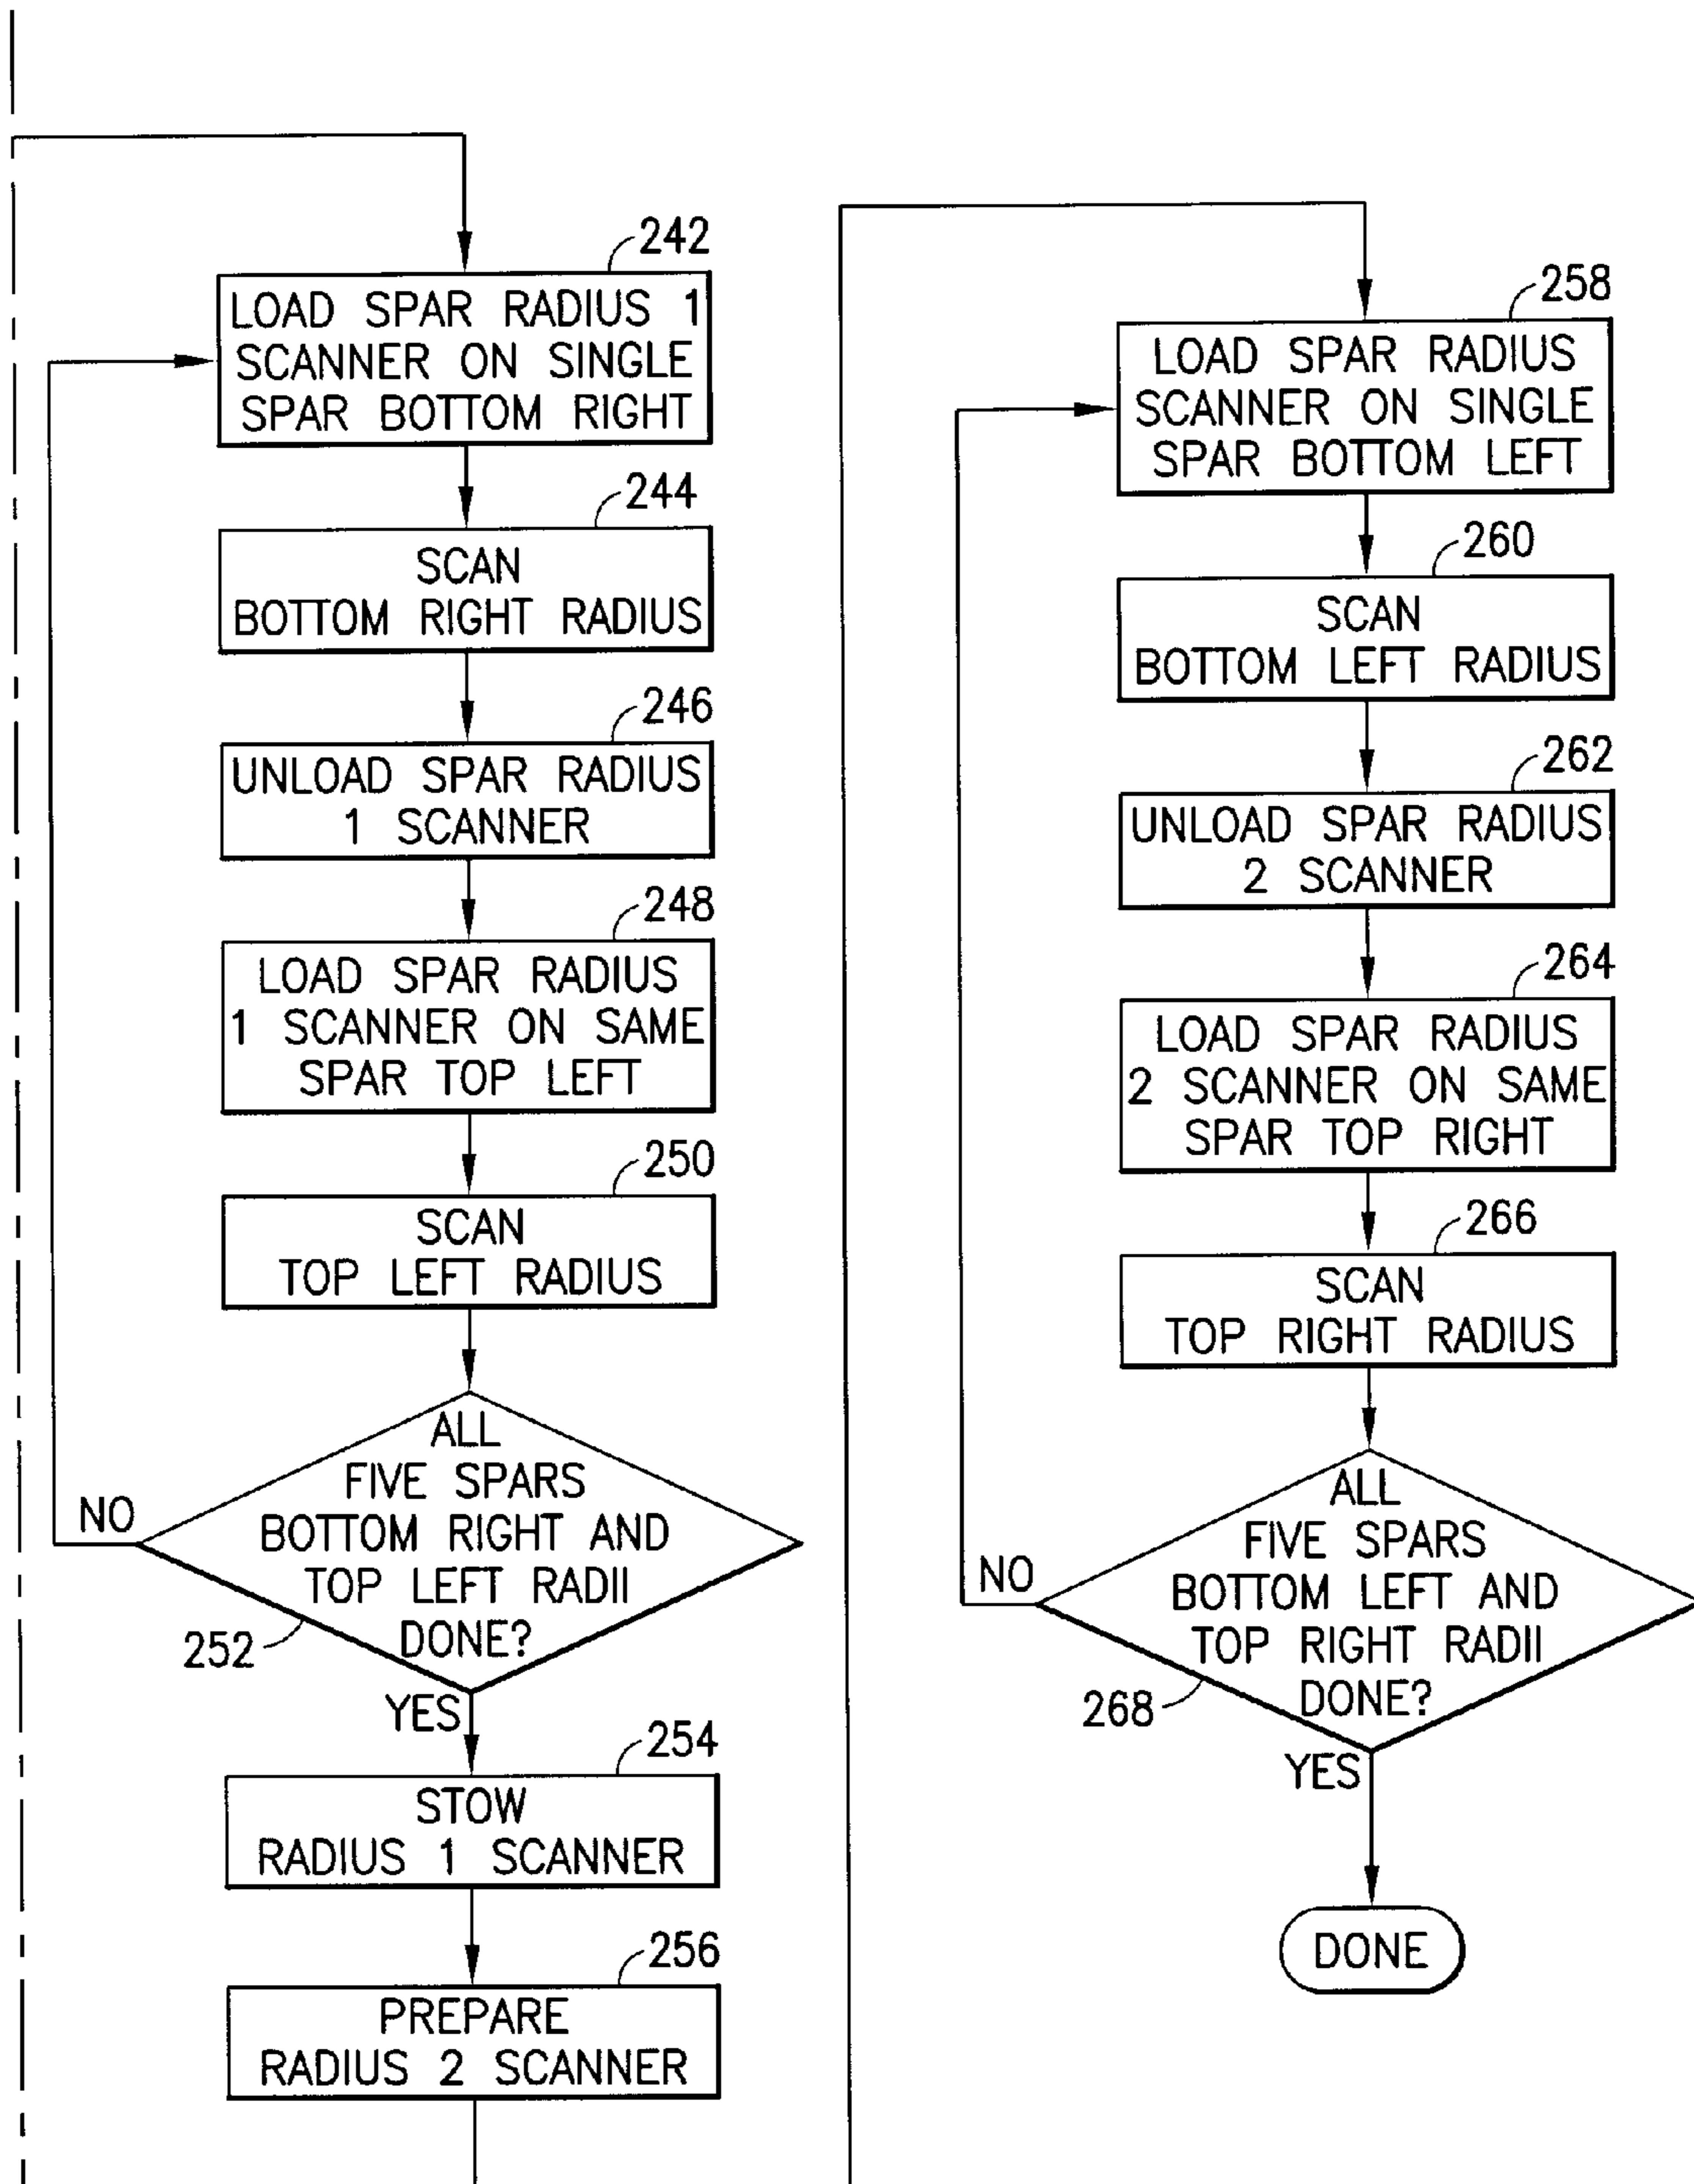 242
LOAD SPAR RADIUS 1
SCANNER ON SINGLE
SPAR BOTTOM RIGHT
244
SCAN
BOTTOM RIGHT RADIUS
246
UNLOAD SPAR RADIUS
1 SCANNER
248
LOAD SPAR RADIUS
1 SCANNER ON SAME
SPAR TOP LEFT
250
SCAN
TOP LEFT RADIUS
ALL
FIVE SPARS
BOTTOM RIGHT AND
TOP LEFT RADII
DONE?
NO
252
YES
254
STOW
RADIUS 1 SCANNER
256
PREPARE
RADIUS 2 SCANNER
258
LOAD SPAR RADIUS
SCANNER ON SINGLE
SPAR BOTTOM LEFT
260
SCAN
BOTTOM LEFT RADIUS
262
UNLOAD SPAR RADIUS
2 SCANNER
264
LOAD SPAR RADIUS
2 SCANNER ON SAME
SPAR TOP RIGHT
266
SCAN
TOP RIGHT RADIUS
ALL
FIVE SPARS
BOTTOM LEFT AND
TOP RIGHT RADII
DONE?
NO
268
YES
DONE